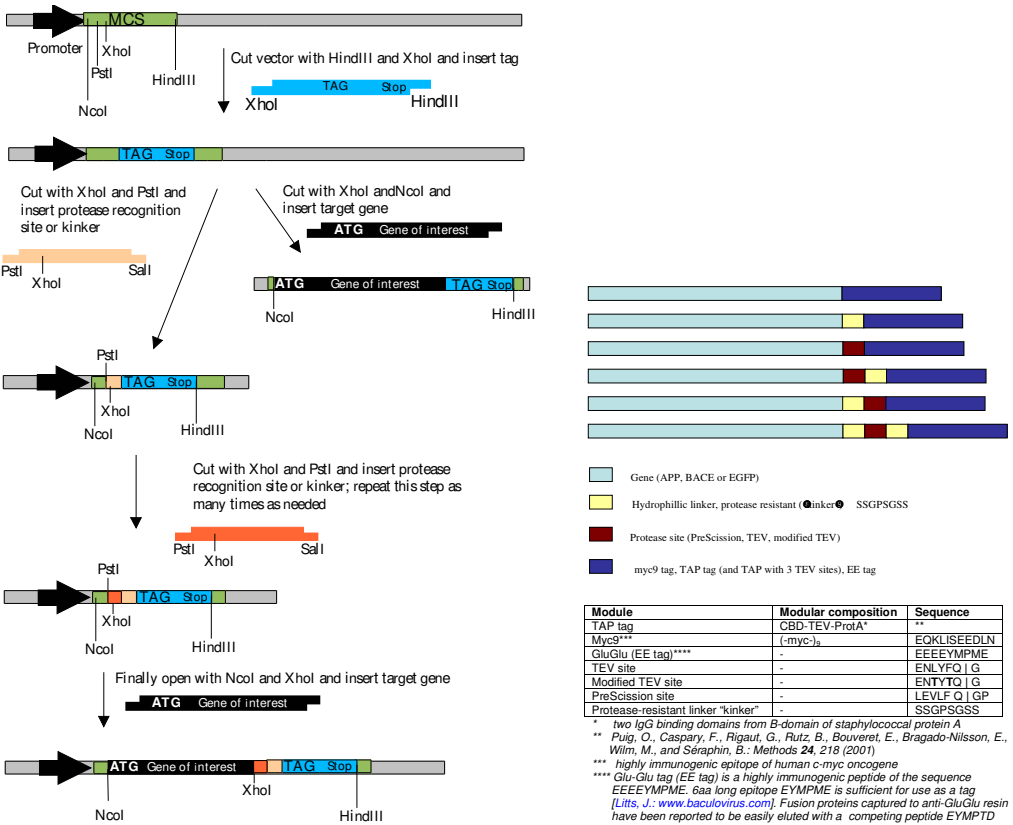 MCS
Promoter
XhoI
PstI
HindIII
NcoI
Cut vector with HindIII and XhoI and insert tag
TAG Stop
XhoI
HindIII
TAG Stop
Cut with XhoI and PstI and
insert protease recognition
site or kinker
PstI
XhoI
SalI
Cut with XhoI andNcoI and
insert target gene
ATG Gene of interest
ATG Gene of interest TAG Stop
NcoI
HindIII
PstI
TAG Stop
XhoI
NcoI
HindIII
Cut with XhoI and PstI and insert protease
recognition site or kinker; repeat this step as
many times as needed
PstI
XhoI
SalI
PstI
TAG Stop
XhoI
NcoI
HindIII
Finally open with NcoI and XhoI and insert target gene
ATG Gene of interest
ATG Gene of interest TAG Stop
XhoI
NcoI
HindIII
Gene (APP, BACE or EGFP)
Hydrophillic linker, protease resistant (inker SSGPSGSS
Protease site (PreScission, TEV, modified TEV)
myc9 tag, TAP tag (and TAP with 3 TEV sites), EE tag
Module Modular composition Sequence
TAP tag CBD-TEV-ProtA* **
Myc9*** (-myc-)₉ EQKLISEEDLN
GluGlu (EE tag)**** - EEEEYMPME
TEV site - ENLYFQ | G
Modified TEV site - ENTYTQ | G
PreScission site - LEVLF Q | GP
Protease-resistant linker “kinker” - SSGPSGSS
* two IgG binding domains from B-domain of staphylococcal protein A
** Puig, O., Caspary, F., Rigaut, G., Rutz, B., Bouveret, E., Bragado-Nilsson, E.,
Wilm, M., and Séraphin, B.: Methods 24, 218 (2001)
*** highly immunogenic epitope of human c-myc oncogene
**** Glu-Glu tag (EE tag) is a highly immunogenic peptide of the sequence
EEEEYMPME. 6aa long epitope EYMPME is sufficient for use as a tag
[Litts, J.: www.baculovirus.com]. Fusion proteins captured to anti-GluGlu resin
have been reported to be easily eluted with a competing peptide EYMPTD